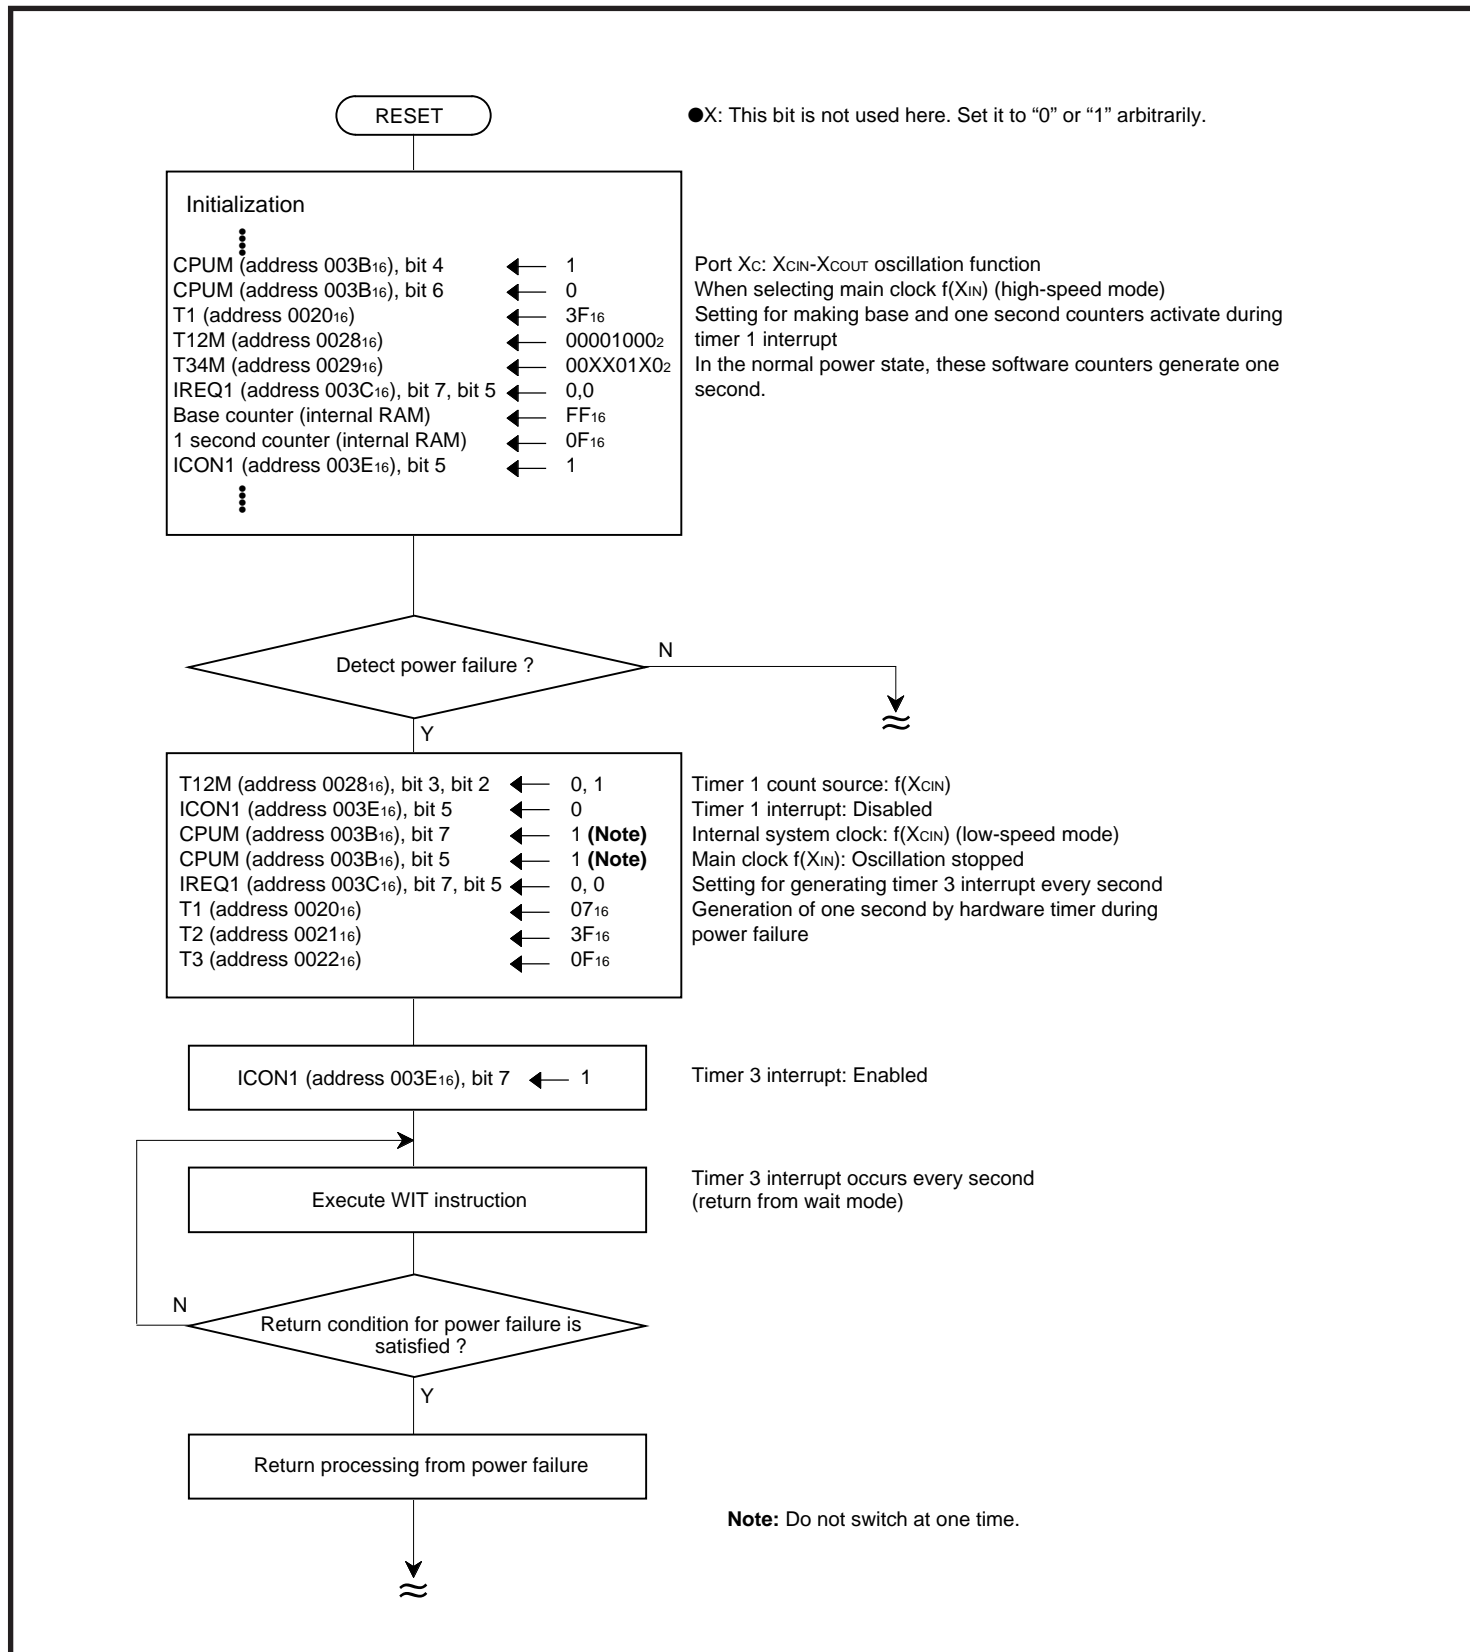 RESET
●X: This bit is not used here. Set it to “0” or “1” arbitrarily.
Initialization
CPUM (address 003B16), bit 4 ← 1 Port XC: XCIN-XCOUT oscillation function
CPUM (address 003B16), bit 6 ← 0 When selecting main clock f(XIN) (high-speed mode)
T1 (address 002016) ← 3F16 Setting for making base and one second counters activate during
T12M (address 002816) ← 000010002 timer 1 interrupt
T34M (address 002916) ← 00XX01X02 In the normal power state, these software counters generate one
IREQ1 (address 003C16), bit 7, bit 5 ← 0,0 second.
Base counter (internal RAM) ← FF16
1 second counter (internal RAM) ← 0F16
ICON1 (address 003E16), bit 5 ← 1
Detect power failure ?
N
Y
T12M (address 002816), bit 3, bit 2 ← 0, 1 Timer 1 count source: f(XCIN)
ICON1 (address 003E16), bit 5 ← 0 Timer 1 interrupt: Disabled
CPUM (address 003B16), bit 7 ← 1 (Note) Internal system clock: f(XCIN) (low-speed mode)
CPUM (address 003B16), bit 5 ← 1 (Note) Main clock f(XIN): Oscillation stopped
IREQ1 (address 003C16), bit 7, bit 5 ← 0, 0 Setting for generating timer 3 interrupt every second
T1 (address 002016) ← 0716 Generation of one second by hardware timer during
T2 (address 002116) ← 3F16 power failure
T3 (address 002216) ← 0F16
ICON1 (address 003E16), bit 7 ← 1 Timer 3 interrupt: Enabled
Timer 3 interrupt occurs every second
Execute WIT instruction (return from wait mode)
N
Return condition for power failure is
satisfied ?
Y
Return processing from power failure
Note: Do not switch at one time.